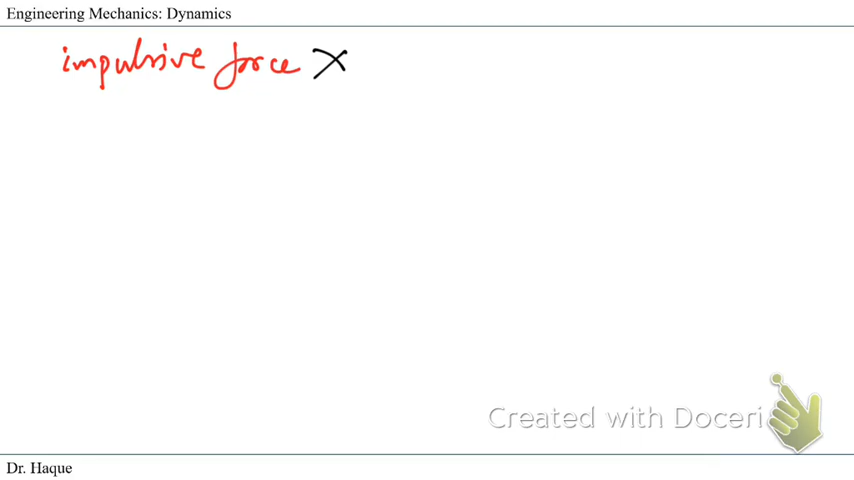 Engineering Mechanics: Dynamics
impulsive force ×
Created with Doceri
Dr. Haque